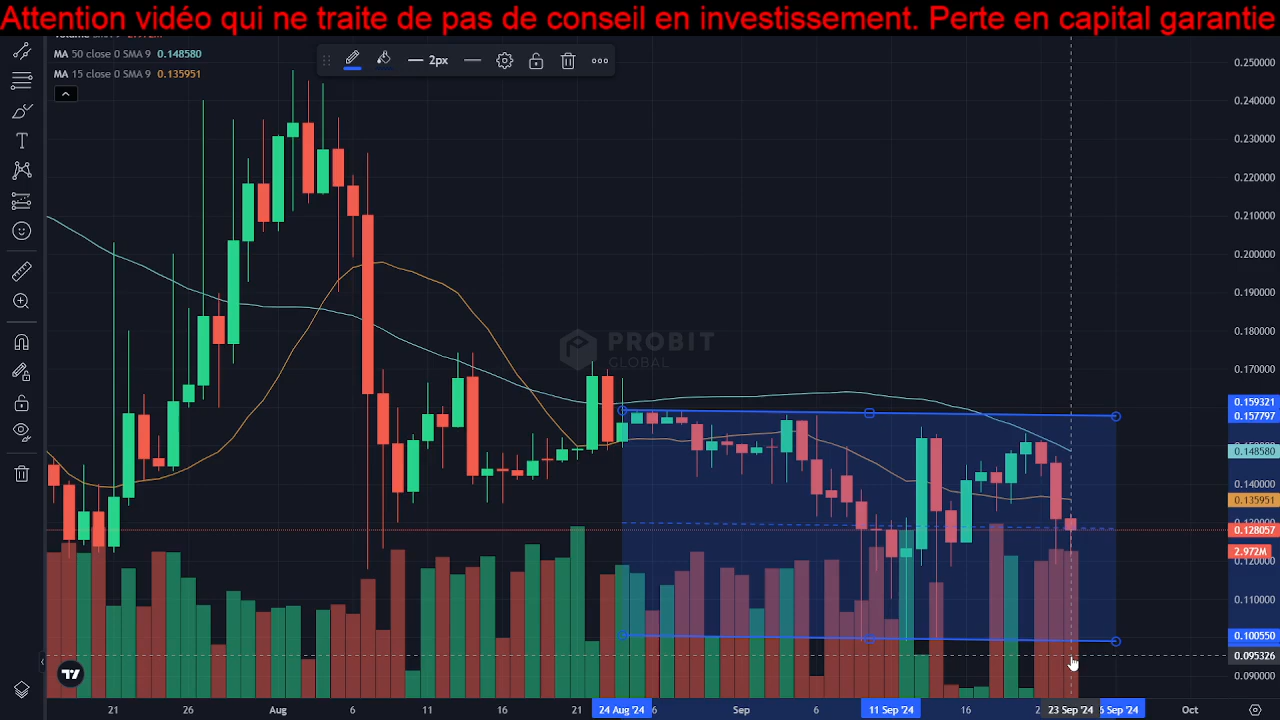 Attention vidéo qui ne traite de pas de conseil en investissement. Perte en capital garantie
MA 50 close 0 SMA 9 0.148580
MA 15 close 0 SMA 9 0.135951
2px
PROBIT
GLOBAL
0.250000
0.240000
0.230000
0.220000
0.210000
0.200000
0.190000
0.180000
0.170000
0.159321
0.157797
0.148580
0.140000
0.135951
0.128057
2.972M
0.120000
0.110000
0.100550
0.095326
0.090000
21
Aug
6
11
16
21
24 Aug '24
Sep
6
11 Sep '24
16
23 Sep '24
Sep '24
Oct